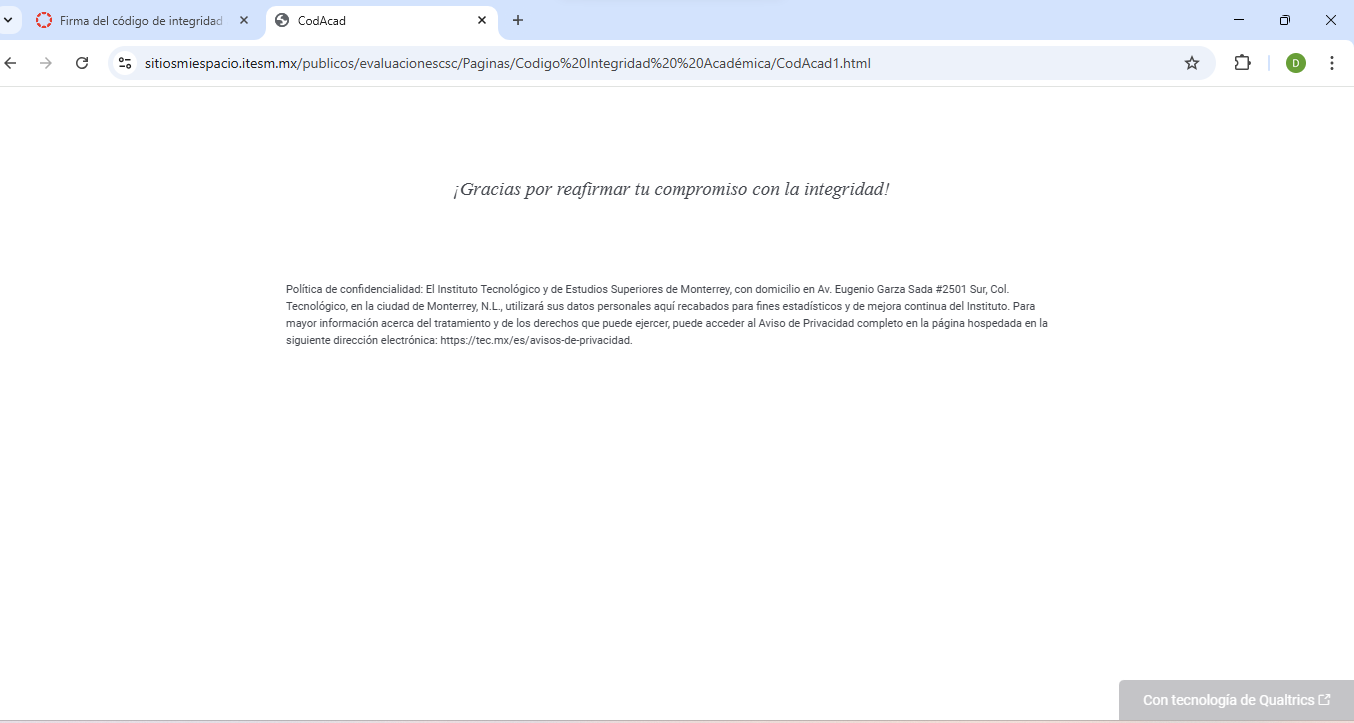 Firma del código de integridad
CodAcad
sitiosmiespacio.itesm.mx/publicos/evaluacionescsc/Paginas/Codigo%20Integridad%20%20Académica/CodAcad1.html
D
¡Gracias por reafirmar tu compromiso con la integridad!
Política de confidencialidad: El Instituto Tecnológico y de Estudios Superiores de Monterrey, con domicilio en Av. Eugenio Garza Sada #2501 Sur, Col.
Tecnológico, en la ciudad de Monterrey, N.L., utilizará sus datos personales aquí recabados para fines estadísticos y de mejora continua del Instituto. Para
mayor información acerca del tratamiento y de los derechos que puede ejercer, puede acceder al Aviso de Privacidad completo en la página hospedada en la
siguiente dirección electrónica: https://tec.mx/es/avisos-de-privacidad.
Con tecnología de Qualtrics